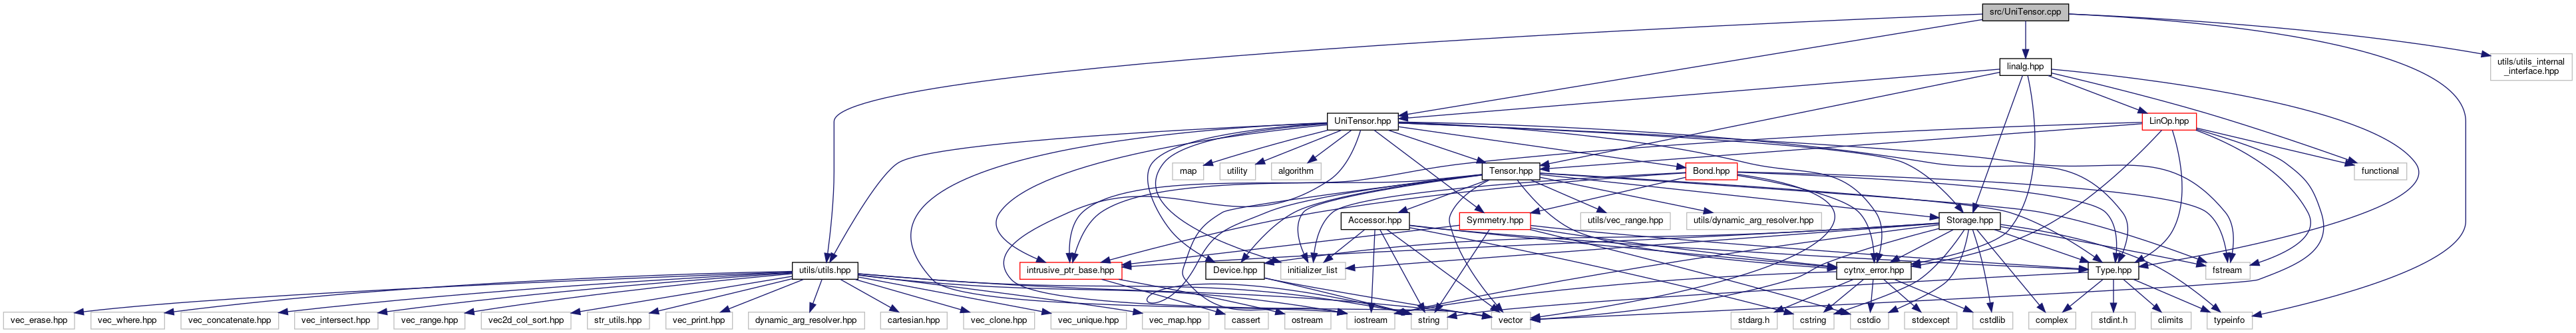 src/UniTensor.cpp
utils/utils_internal
_interface.hpp
linalg.hpp
UniTensor.hpp
LinOp.hpp
map
utility
algorithm
Tensor.hpp
Bond.hpp
functional
Accessor.hpp
Symmetry.hpp
utils/vec_range.hpp
utils/dynamic_arg_resolver.hpp
Storage.hpp
utils/utils.hpp
intrusive_ptr_base.hpp
Device.hpp
initializer_list
cytnx_error.hpp
Type.hpp
fstream
vec_erase.hpp
vec_where.hpp
vec_concatenate.hpp
vec_intersect.hpp
vec_range.hpp
vec2d_col_sort.hpp
str_utils.hpp
vec_print.hpp
dynamic_arg_resolver.hpp
cartesian.hpp
vec_clone.hpp
vec_unique.hpp
vec_map.hpp
cassert
ostream
iostream
string
vector
stdarg.h
cstring
cstdio
stdexcept
cstdlib
complex
stdint.h
climits
typeinfo